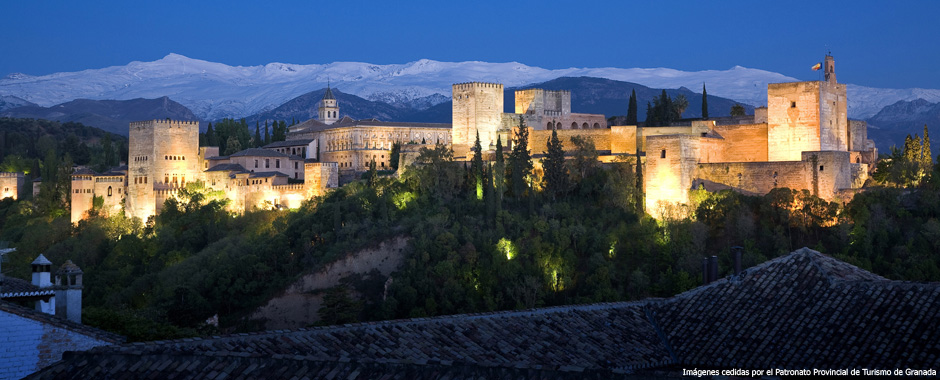 Imágenes cedidas por el Patronato Provincial de Turismo de Granada